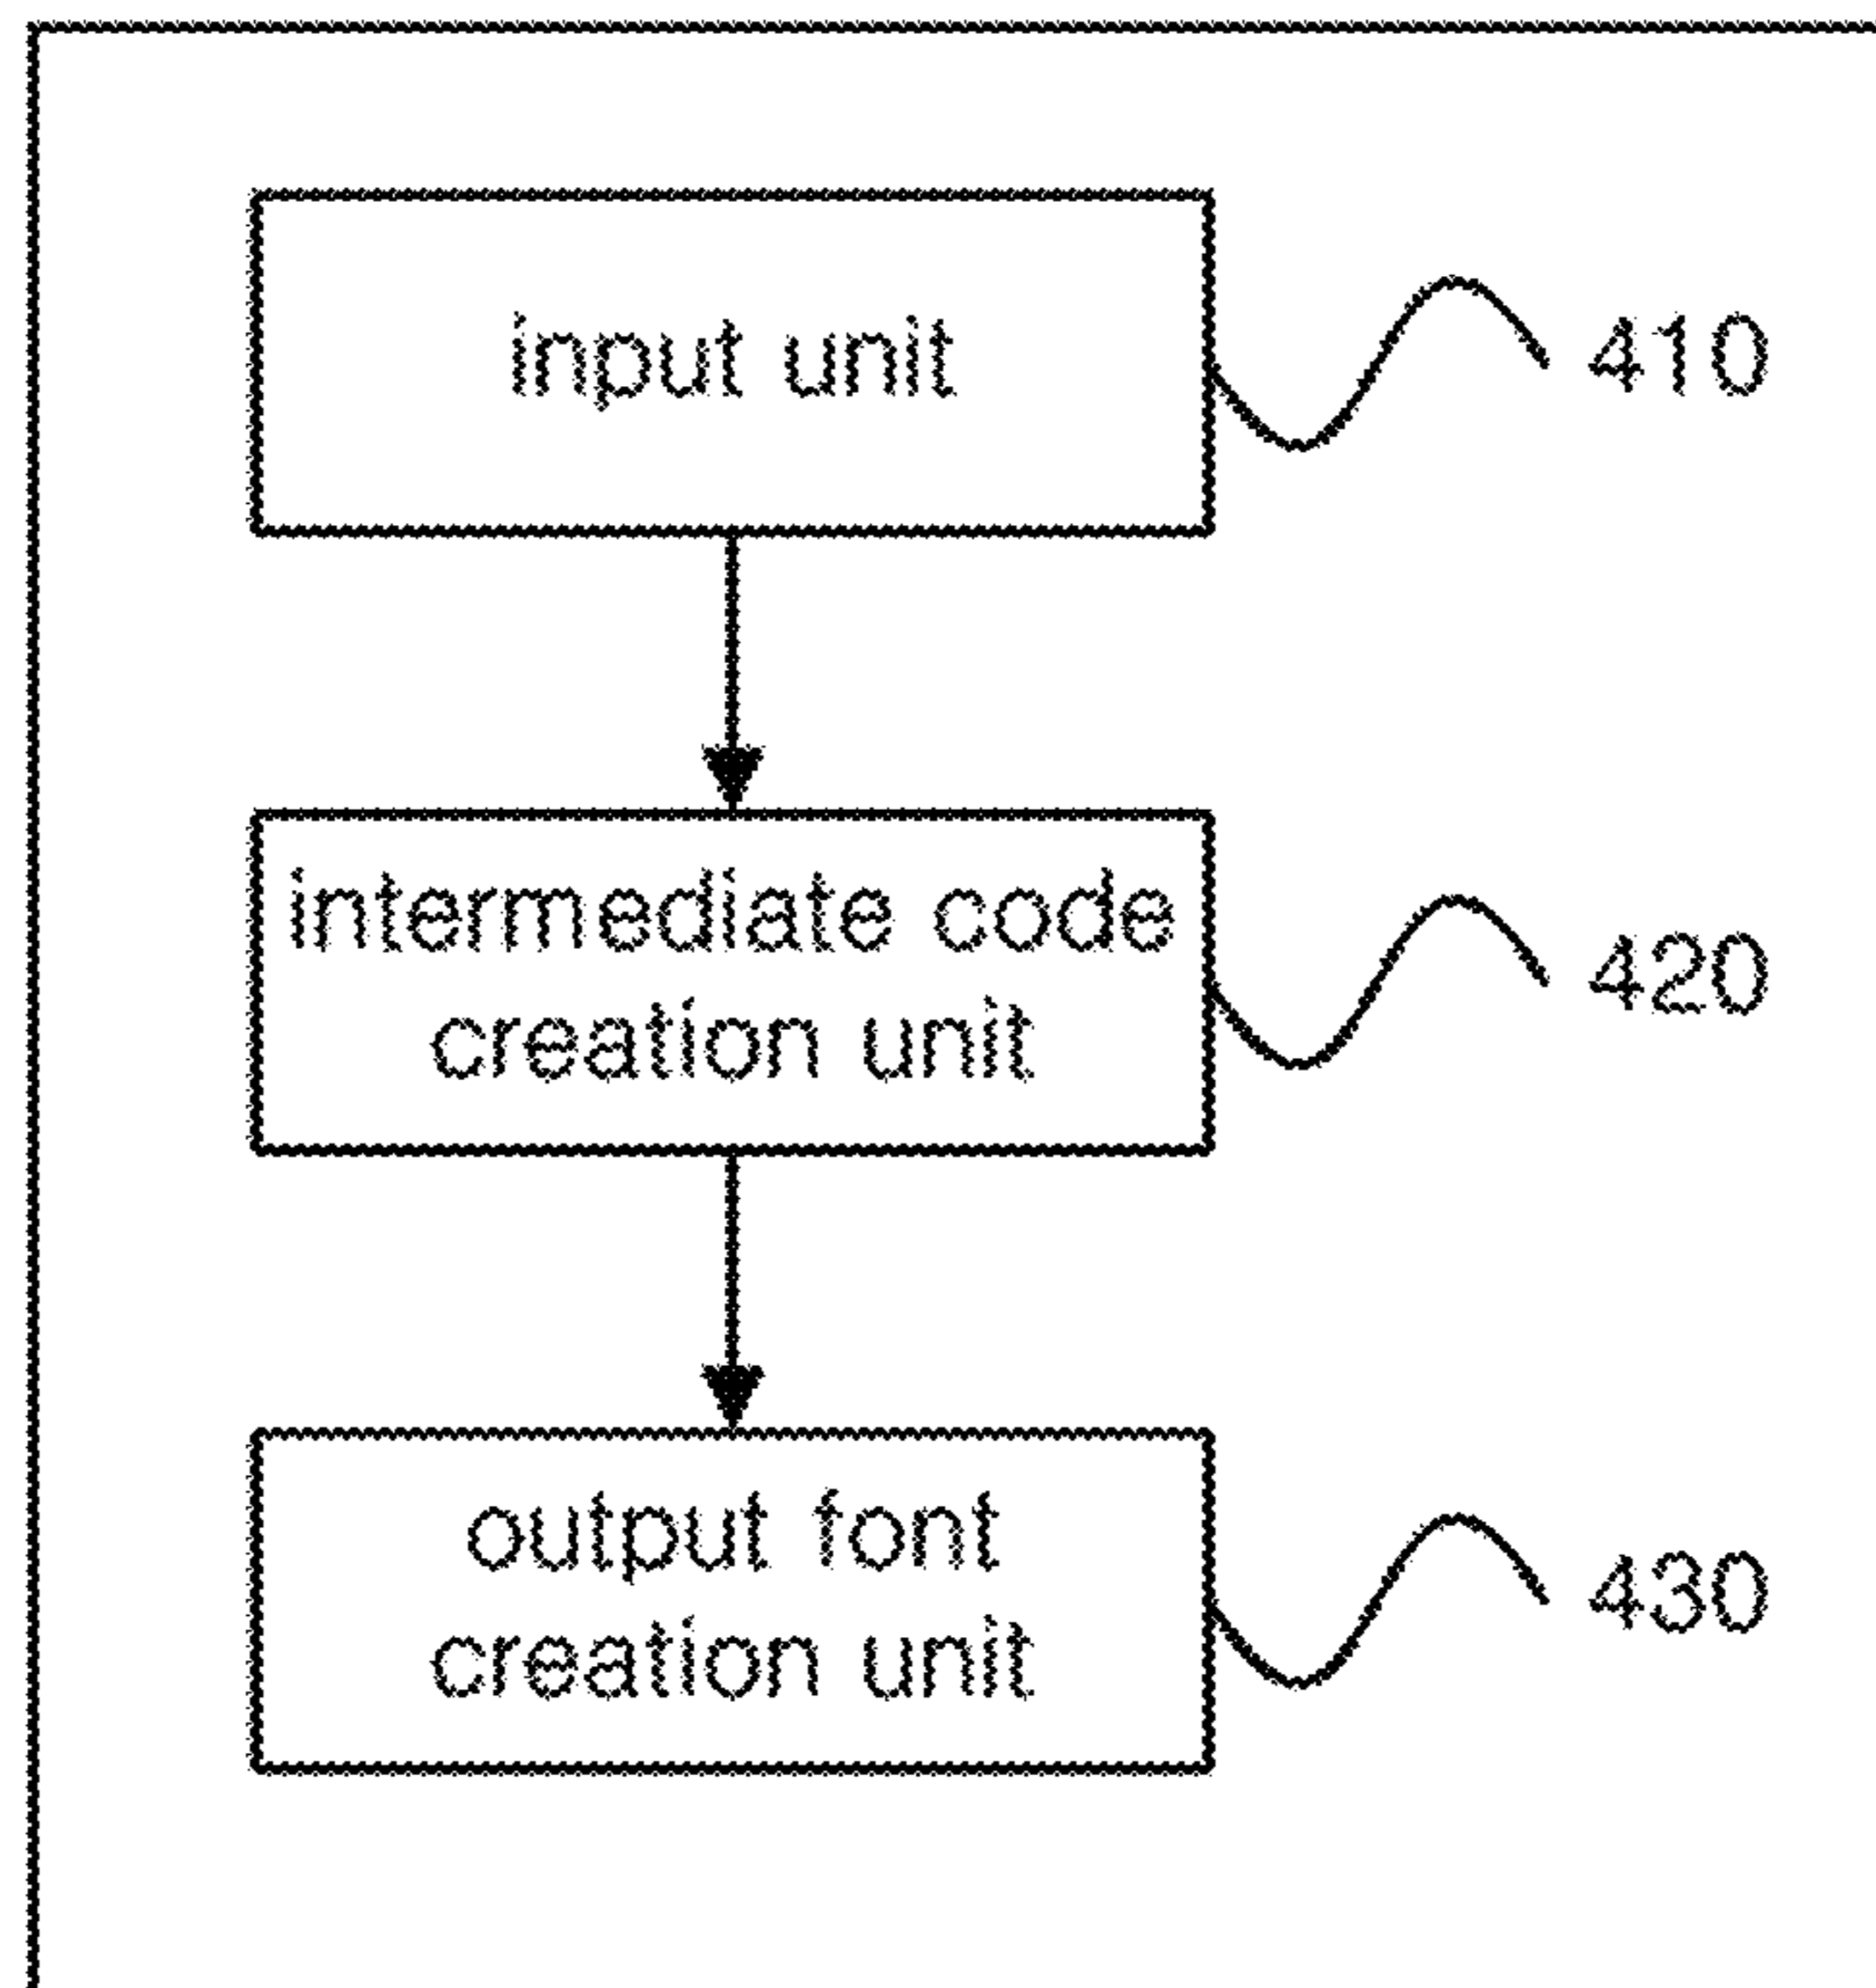 input unit
410
intermediate code
creation unit
420
output font
creation unit
430